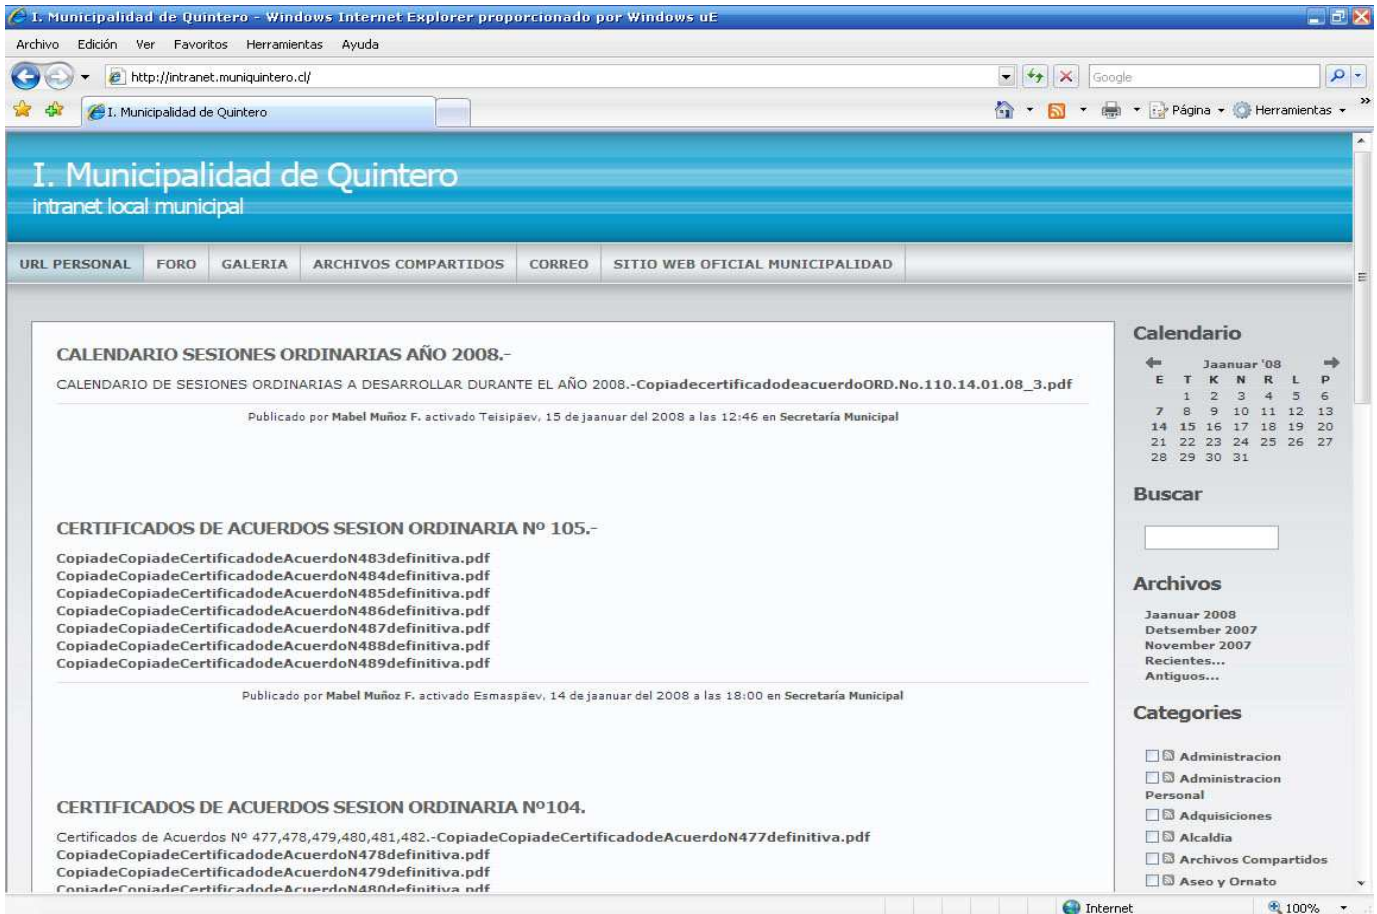 I. Municipalidad de Quintero - Windows Internet Explorer proporcionado por Windows uE
Archivo Edición Ver Favoritos Herramientas Ayuda
http://intranet.muniquintero.cl/
Google
I. Municipalidad de Quintero
Página Herramientas
I. Municipalidad de Quintero
intranet local municipal
URL PERSONAL FORO GALERIA ARCHIVOS COMPARTIDOS CORREO SITIO WEB OFICIAL MUNICIPALIDAD
CALENDARIO SESIONES ORDINARIAS AÑO 2008.-
CALENDARIO DE SESIONES ORDINARIAS A DESARROLLAR DURANTE EL AÑO 2008.-CopiadecertificadodeacuerdoORD.No.110.14.01.08_3.pdf
Publicado por Mabel Muñoz F. activado Teisipäev, 15 de jaanuar del 2008 a las 12:46 en Secretaría Municipal
CERTIFICADOS DE ACUERDOS SESION ORDINARIA Nº 105.-
CopiadeCopiadeCertificadodeAcuerdoN483definitiva.pdf
CopiadeCopiadeCertificadodeAcuerdoN484definitiva.pdf
CopiadeCopiadeCertificadodeAcuerdoN485definitiva.pdf
CopiadeCopiadeCertificadodeAcuerdoN486definitiva.pdf
CopiadeCopiadeCertificadodeAcuerdoN487definitiva.pdf
CopiadeCopiadeCertificadodeAcuerdoN488definitiva.pdf
CopiadeCopiadeCertificadodeAcuerdoN489definitiva.pdf
Publicado por Mabel Muñoz F. activado Esmaspäev, 14 de jaanuar del 2008 a las 18:00 en Secretaría Municipal
CERTIFICADOS DE ACUERDOS SESION ORDINARIA Nº104.
Certificados de Acuerdos Nº 477,478,479,480,481,482.-CopiadeCopiadeCertificadodeAcuerdoN477definitiva.pdf
CopiadeCopiadeCertificadodeAcuerdoN478definitiva.pdf
CopiadeCopiadeCertificadodeAcuerdoN479definitiva.pdf
CopiadeCopiadeCertificadodeAcuerdoN480definitiva.pdf
Calendario
Jaanuar '08
E T K N R L P
1 2 3 4 5 6
7 8 9 10 11 12 13
14 15 16 17 18 19 20
21 22 23 24 25 26 27
28 29 30 31
Buscar
Archivos
Jaanuar 2008
Detsember 2007
November 2007
Recientes...
Antiguos...
Categories
Administracion
Administracion
Personal
Adquisiciones
Alcaldia
Archivos Compartidos
Aseo y Ornato
Internet 100%